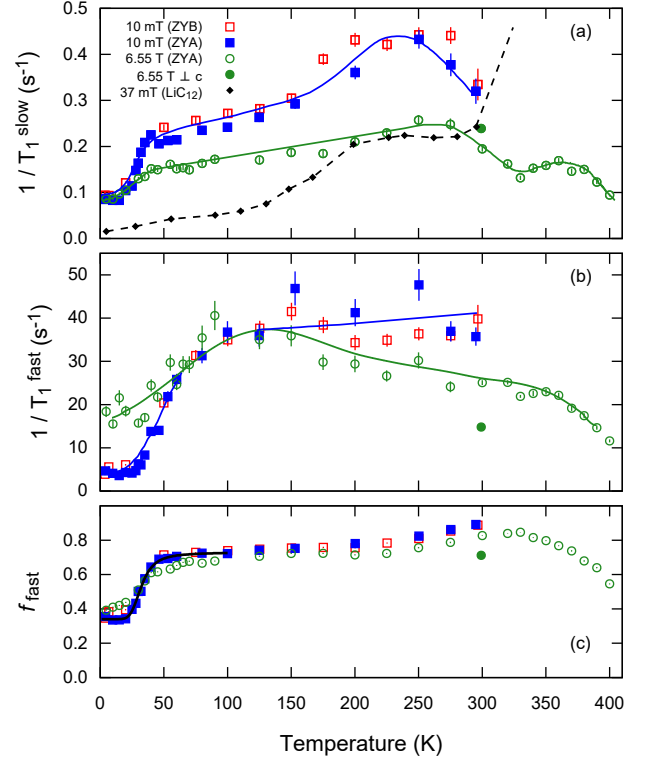 0.5
0.4
0.3
0.2
0.1
0.0
1 / T₁ ˢˡᵒʷ (s⁻¹)
10 mT (ZYB)
10 mT (ZYA)
6.55 T (ZYA)
6.55 T ⊥ c
37 mT (LiC₁₂)
(a)
50
40
30
20
10
0
1 / T₁ ᶠᵃˢᵗ (s⁻¹)
(b)
0.8
0.6
0.4
0.2
0.0
f fast
(c)
0 50 100 150 200 250 300 350 400
Temperature (K)